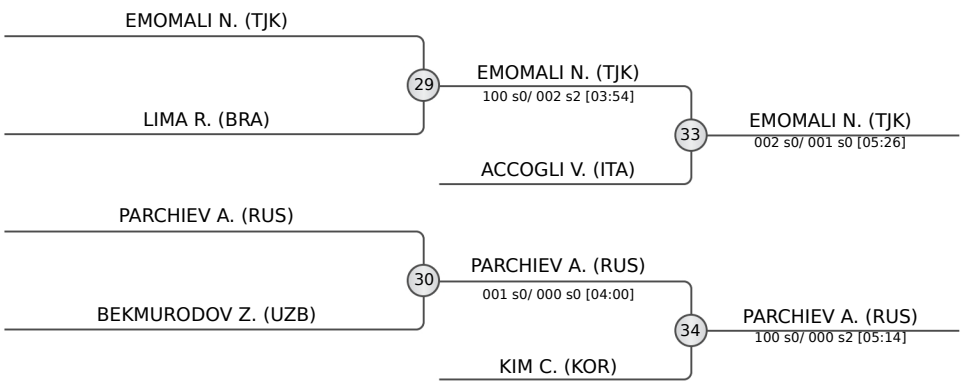 EMOMALI N. (TJK)
29
EMOMALI N. (TJK)
100 s0/ 002 s2 [03:54]
LIMA R. (BRA)
33
EMOMALI N. (TJK)
002 s0/ 001 s0 [05:26]
ACCOGLI V. (ITA)
PARCHIEV A. (RUS)
30
PARCHIEV A. (RUS)
001 s0/ 000 s0 [04:00]
BEKMURODOV Z. (UZB)
34
PARCHIEV A. (RUS)
100 s0/ 000 s2 [05:14]
KIM C. (KOR)